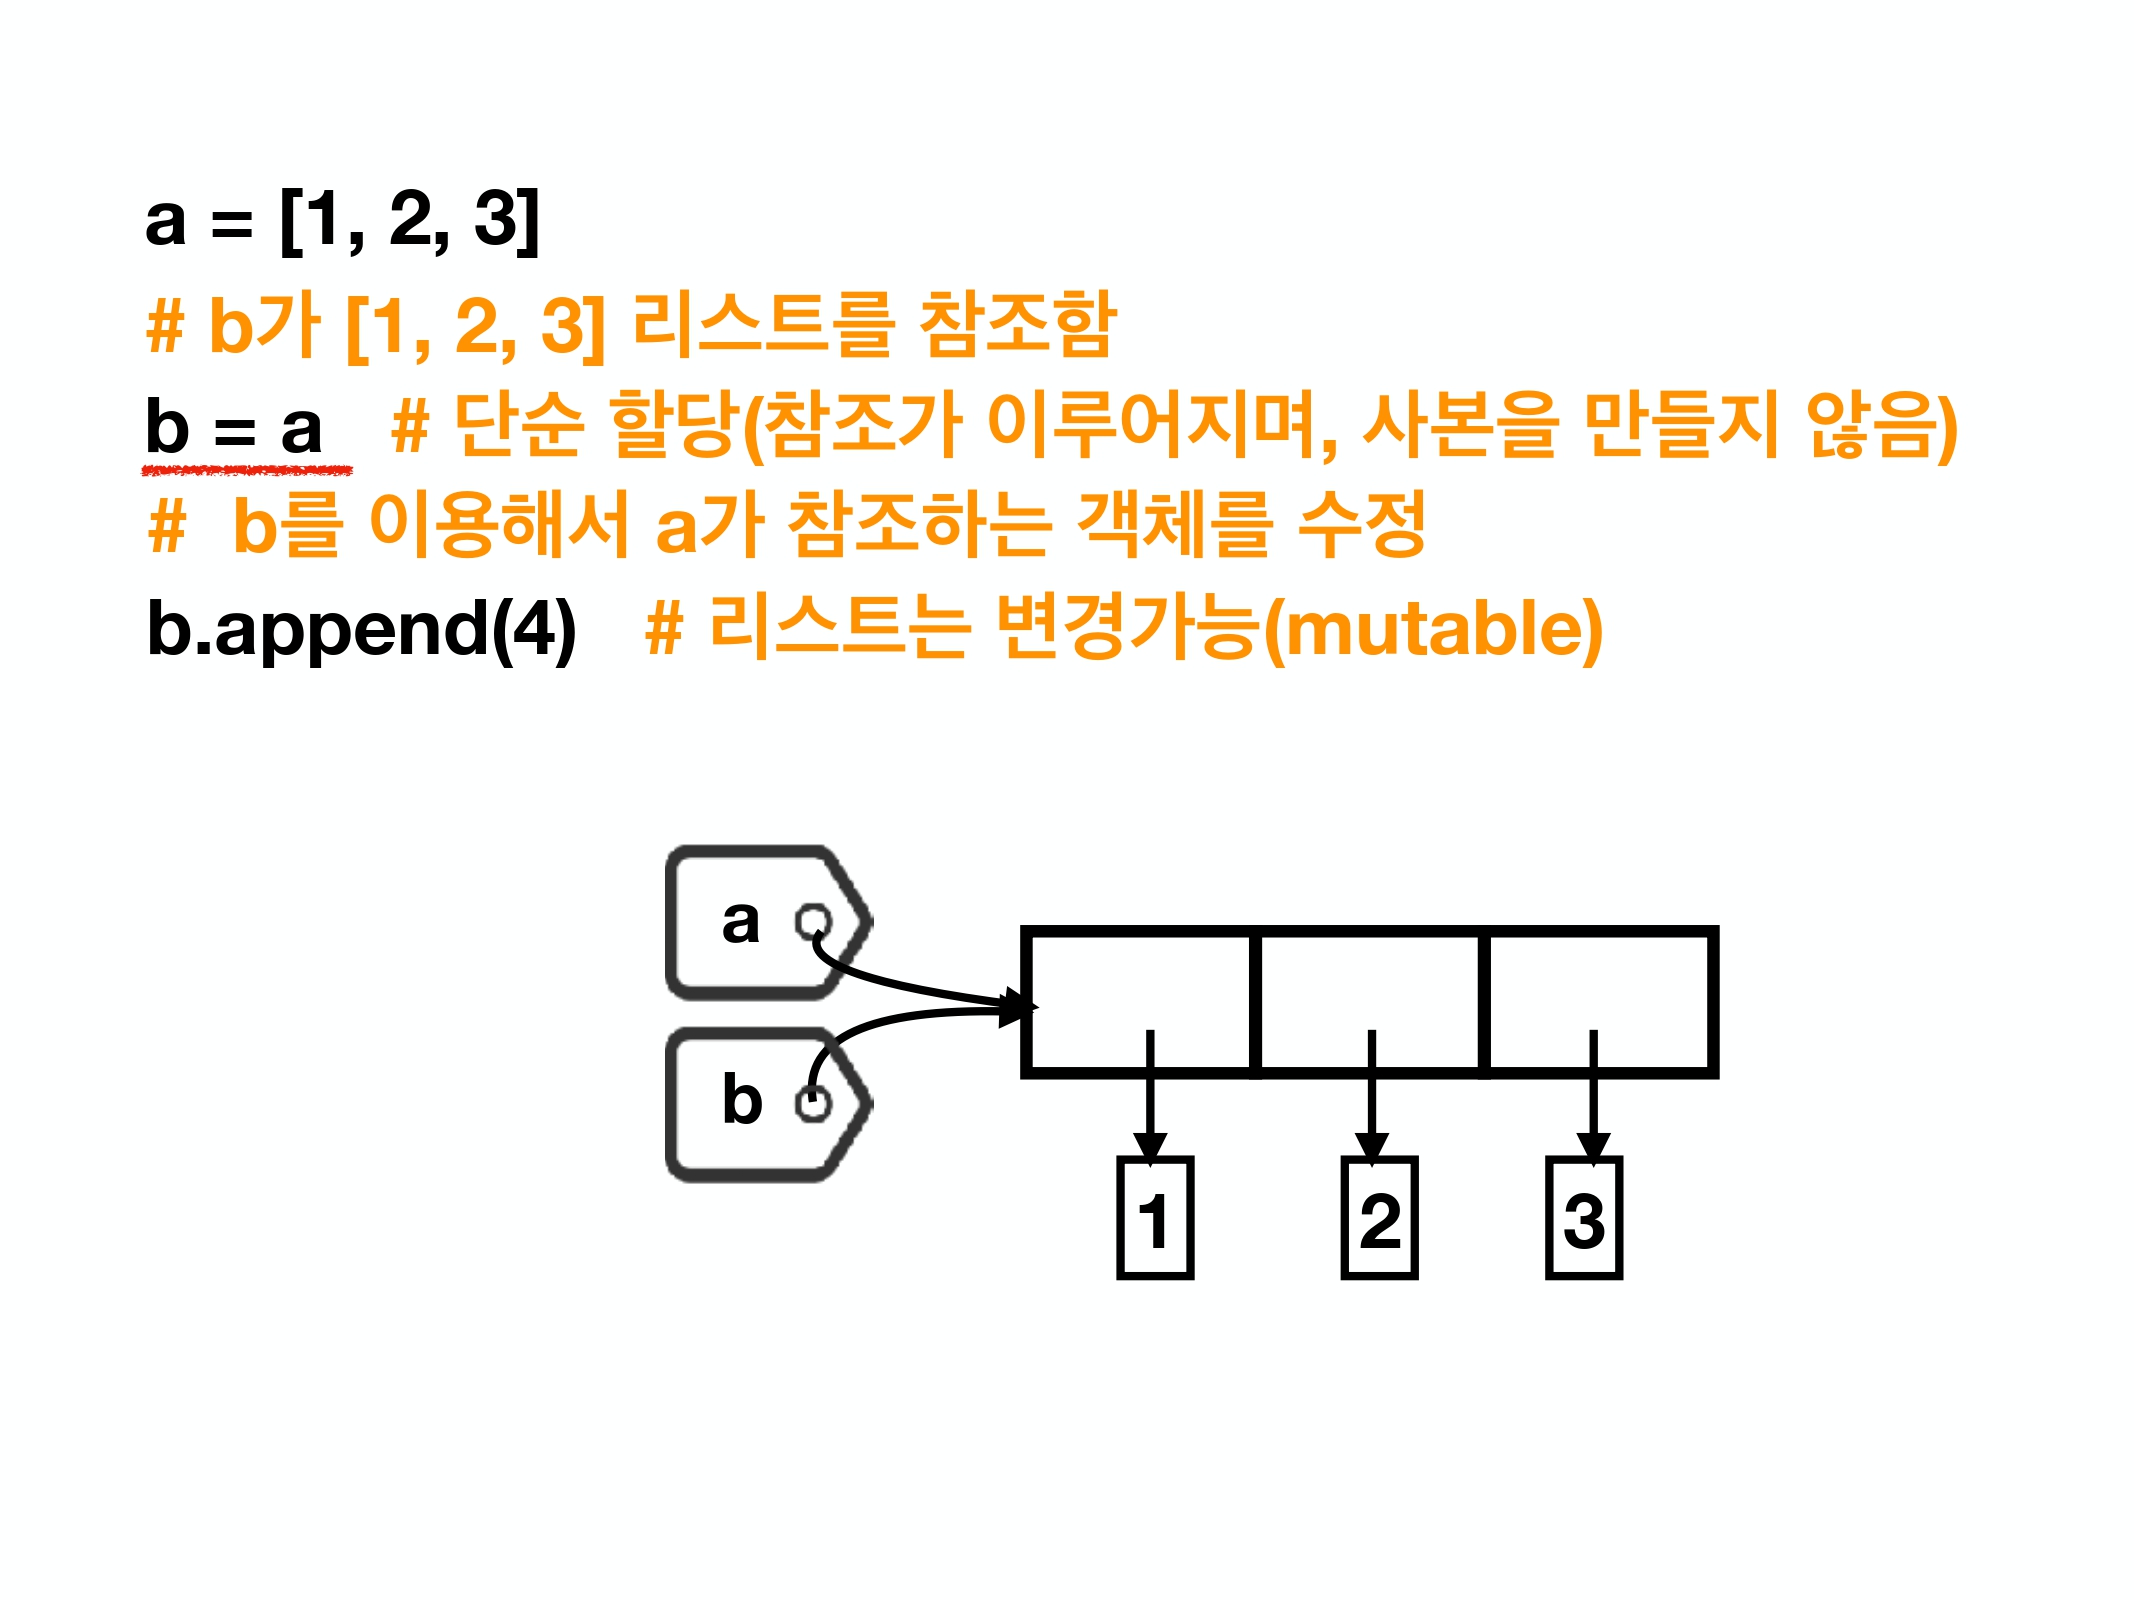 a = [1, 2, 3]
# b가 [1, 2, 3] 리스트를 참조함
b = a # 단순 할당(참조가 이루어지며, 사본을 만들지 않음)
# b를 이용해서 a가 참조하는 객체를 수정
b.append(4) # 리스트는 변경가능(mutable)
a
b
1 2 3